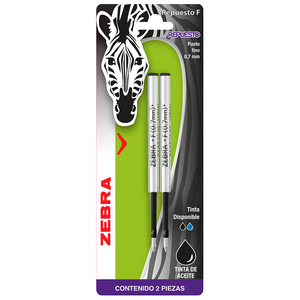 Repuesto F
REPUESTO
Punto
fino
0,7 mm
ZEBRA • F (0.7mm)
ZEBRA • F (0.7mm)
ZEBRA
Tinta
Disponible
TINTA DE
ACEITE
CONTENIDO 2 PIEZAS